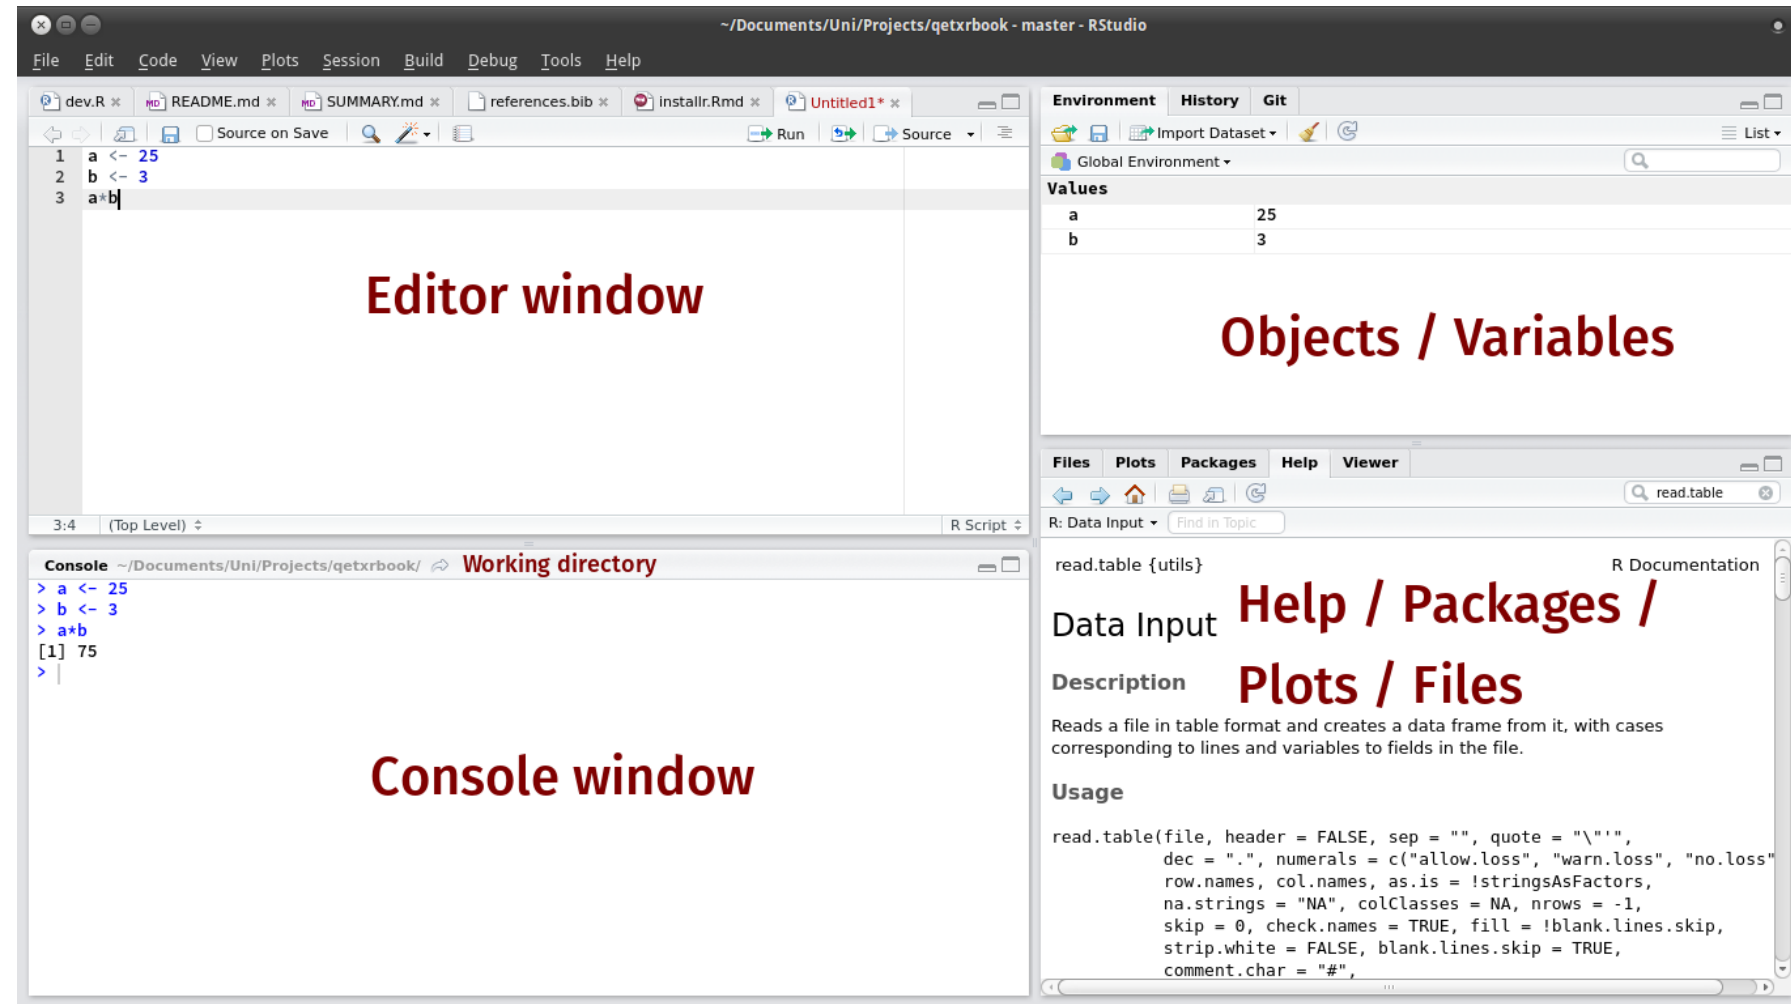 ~/Documents/Uni/Projects/qetxrbook - master - RStudio
File Edit Code View Plots Session Build Debug Tools Help
dev.R README.md SUMMARY.md references.bib installr.Rmd Untitled1*
Source on Save Run Source
1 a <- 25
2 b <- 3
3 a*b
Editor window
3:4 (Top Level) R Script
Console ~/Documents/Uni/Projects/qetxrbook/ Working directory
> a <- 25
> b <- 3
> a*b
[1] 75
>
Console window
Environment History Git
Import Dataset List
Global Environment
Values
a 25
b 3
Objects / Variables
Files Plots Packages Help Viewer
read.table
R: Data Input Find in Topic
read.table {utils} R Documentation
Data Input
Help / Packages /
Plots / Files
Description
Reads a file in table format and creates a data frame from it, with cases
corresponding to lines and variables to fields in the file.
Usage
read.table(file, header = FALSE, sep = "", quote = "\"'",
dec = ".", numerals = c("allow.loss", "warn.loss", "no.loss"
row.names, col.names, as.is = !stringsAsFactors,
na.strings = "NA", colClasses = NA, nrows = -1,
skip = 0, check.names = TRUE, fill = !blank.lines.skip,
strip.white = FALSE, blank.lines.skip = TRUE,
comment.char = "#",